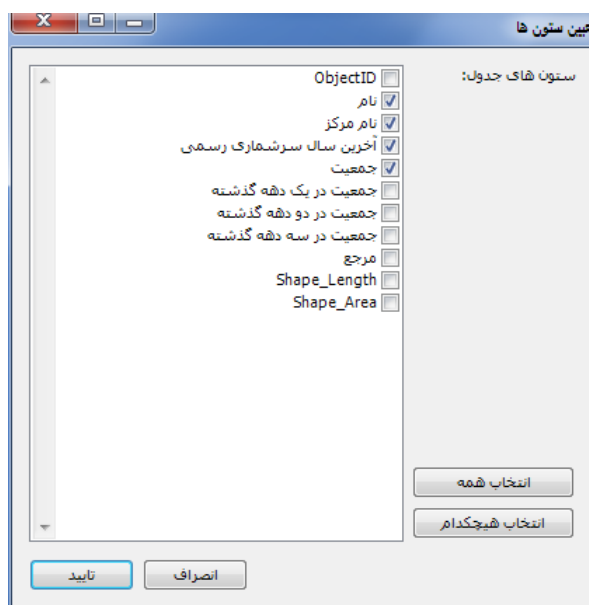 عیین ستون ها
ستون های جدول:
ObjectID
نام
نام مرکز
آخرین سال سرشماری رسمی
جمعیت
جمعیت در یک دهه گذشته
جمعیت در دو دهه گذشته
جمعیت در سه دهه گذشته
مرجع
Shape_Length
Shape_Area
انتخاب همه
انتخاب هیچکدام
انصراف
تایید